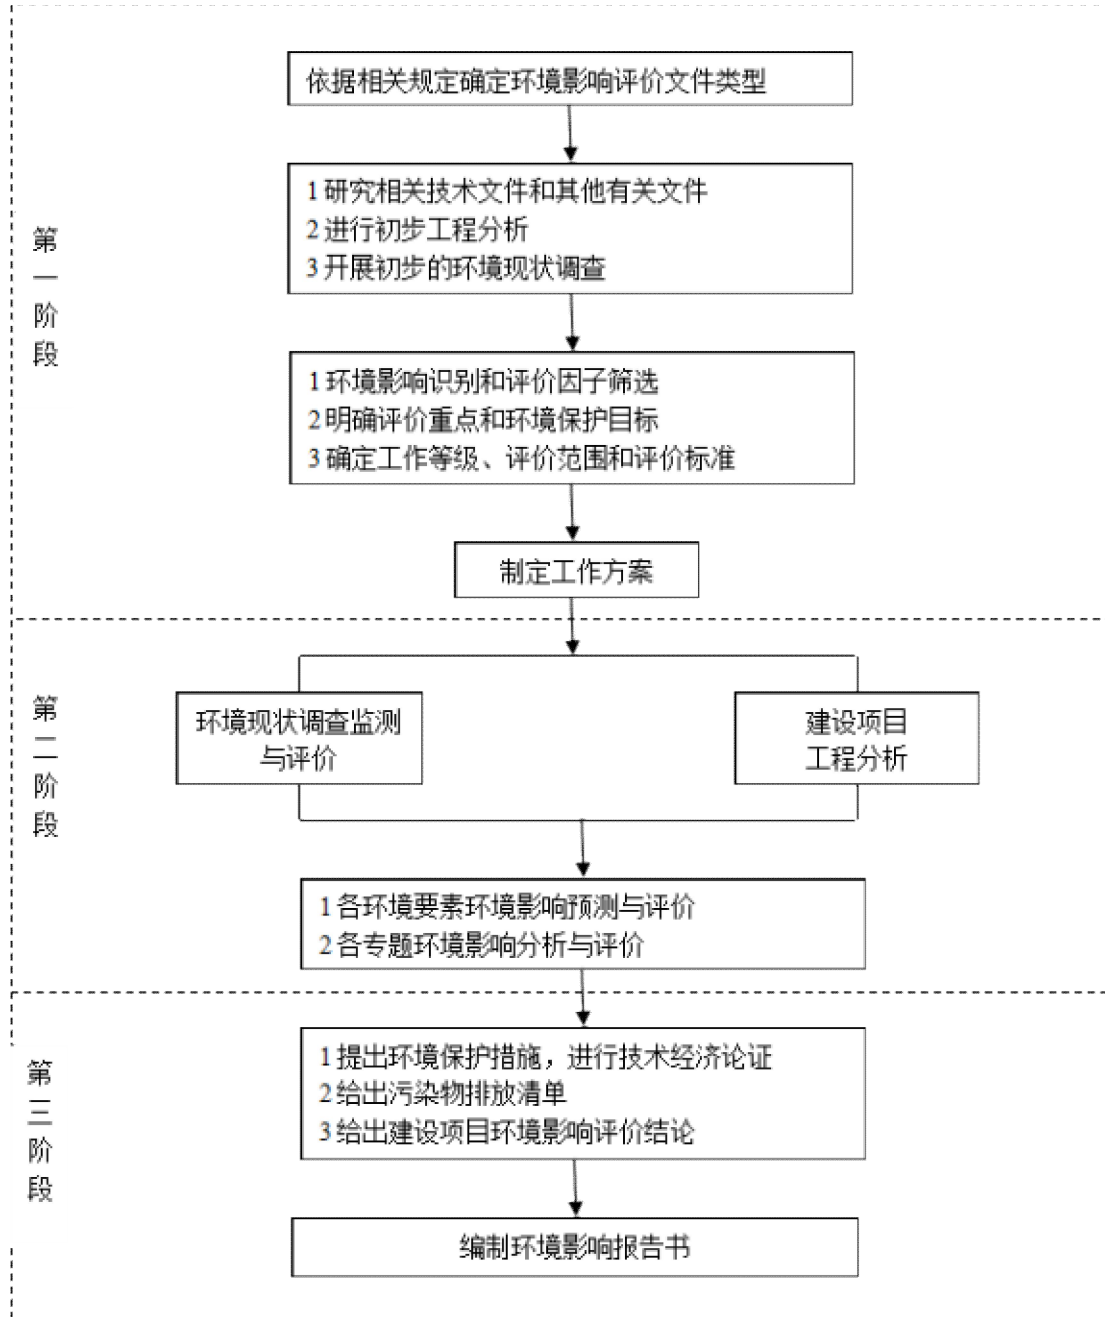 依据相关规定确定环境影响评价文件类型
1 研究相关技术文件和其他有关文件
2 进行初步工程分析
3 开展初步的环境现状调查
第一阶段
1 环境影响识别和评价因子筛选
2 明确评价重点和环境保护目标
3 确定工作等级、评价范围和评价标准
制定工作方案
第二阶段
环境现状调查监测
与评价
建设项目
工程分析
1 各环境要素环境影响预测与评价
2 各专题环境影响分析与评价
第三阶段
1 提出环境保护措施，进行技术经济论证
2 给出污染物排放清单
3 给出建设项目环境影响评价结论
编制环境影响报告书